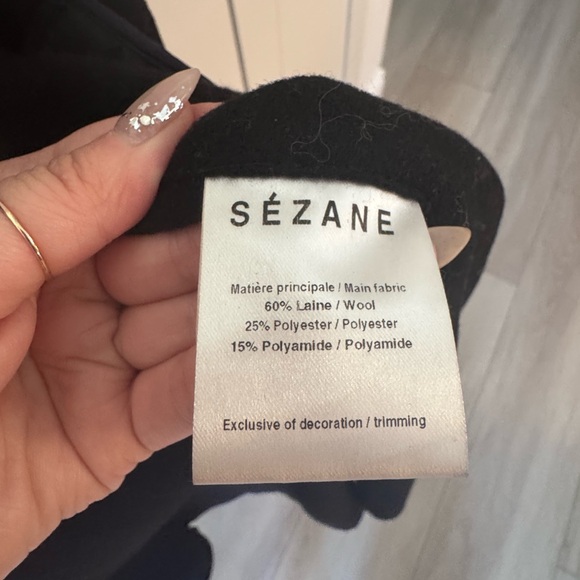 SÉZANE
Matière principale / Main fabric
60% Laine / Wool
25% Polyester / Polyester
15% Polyamide / Polyamide
Exclusive of decoration / trimming